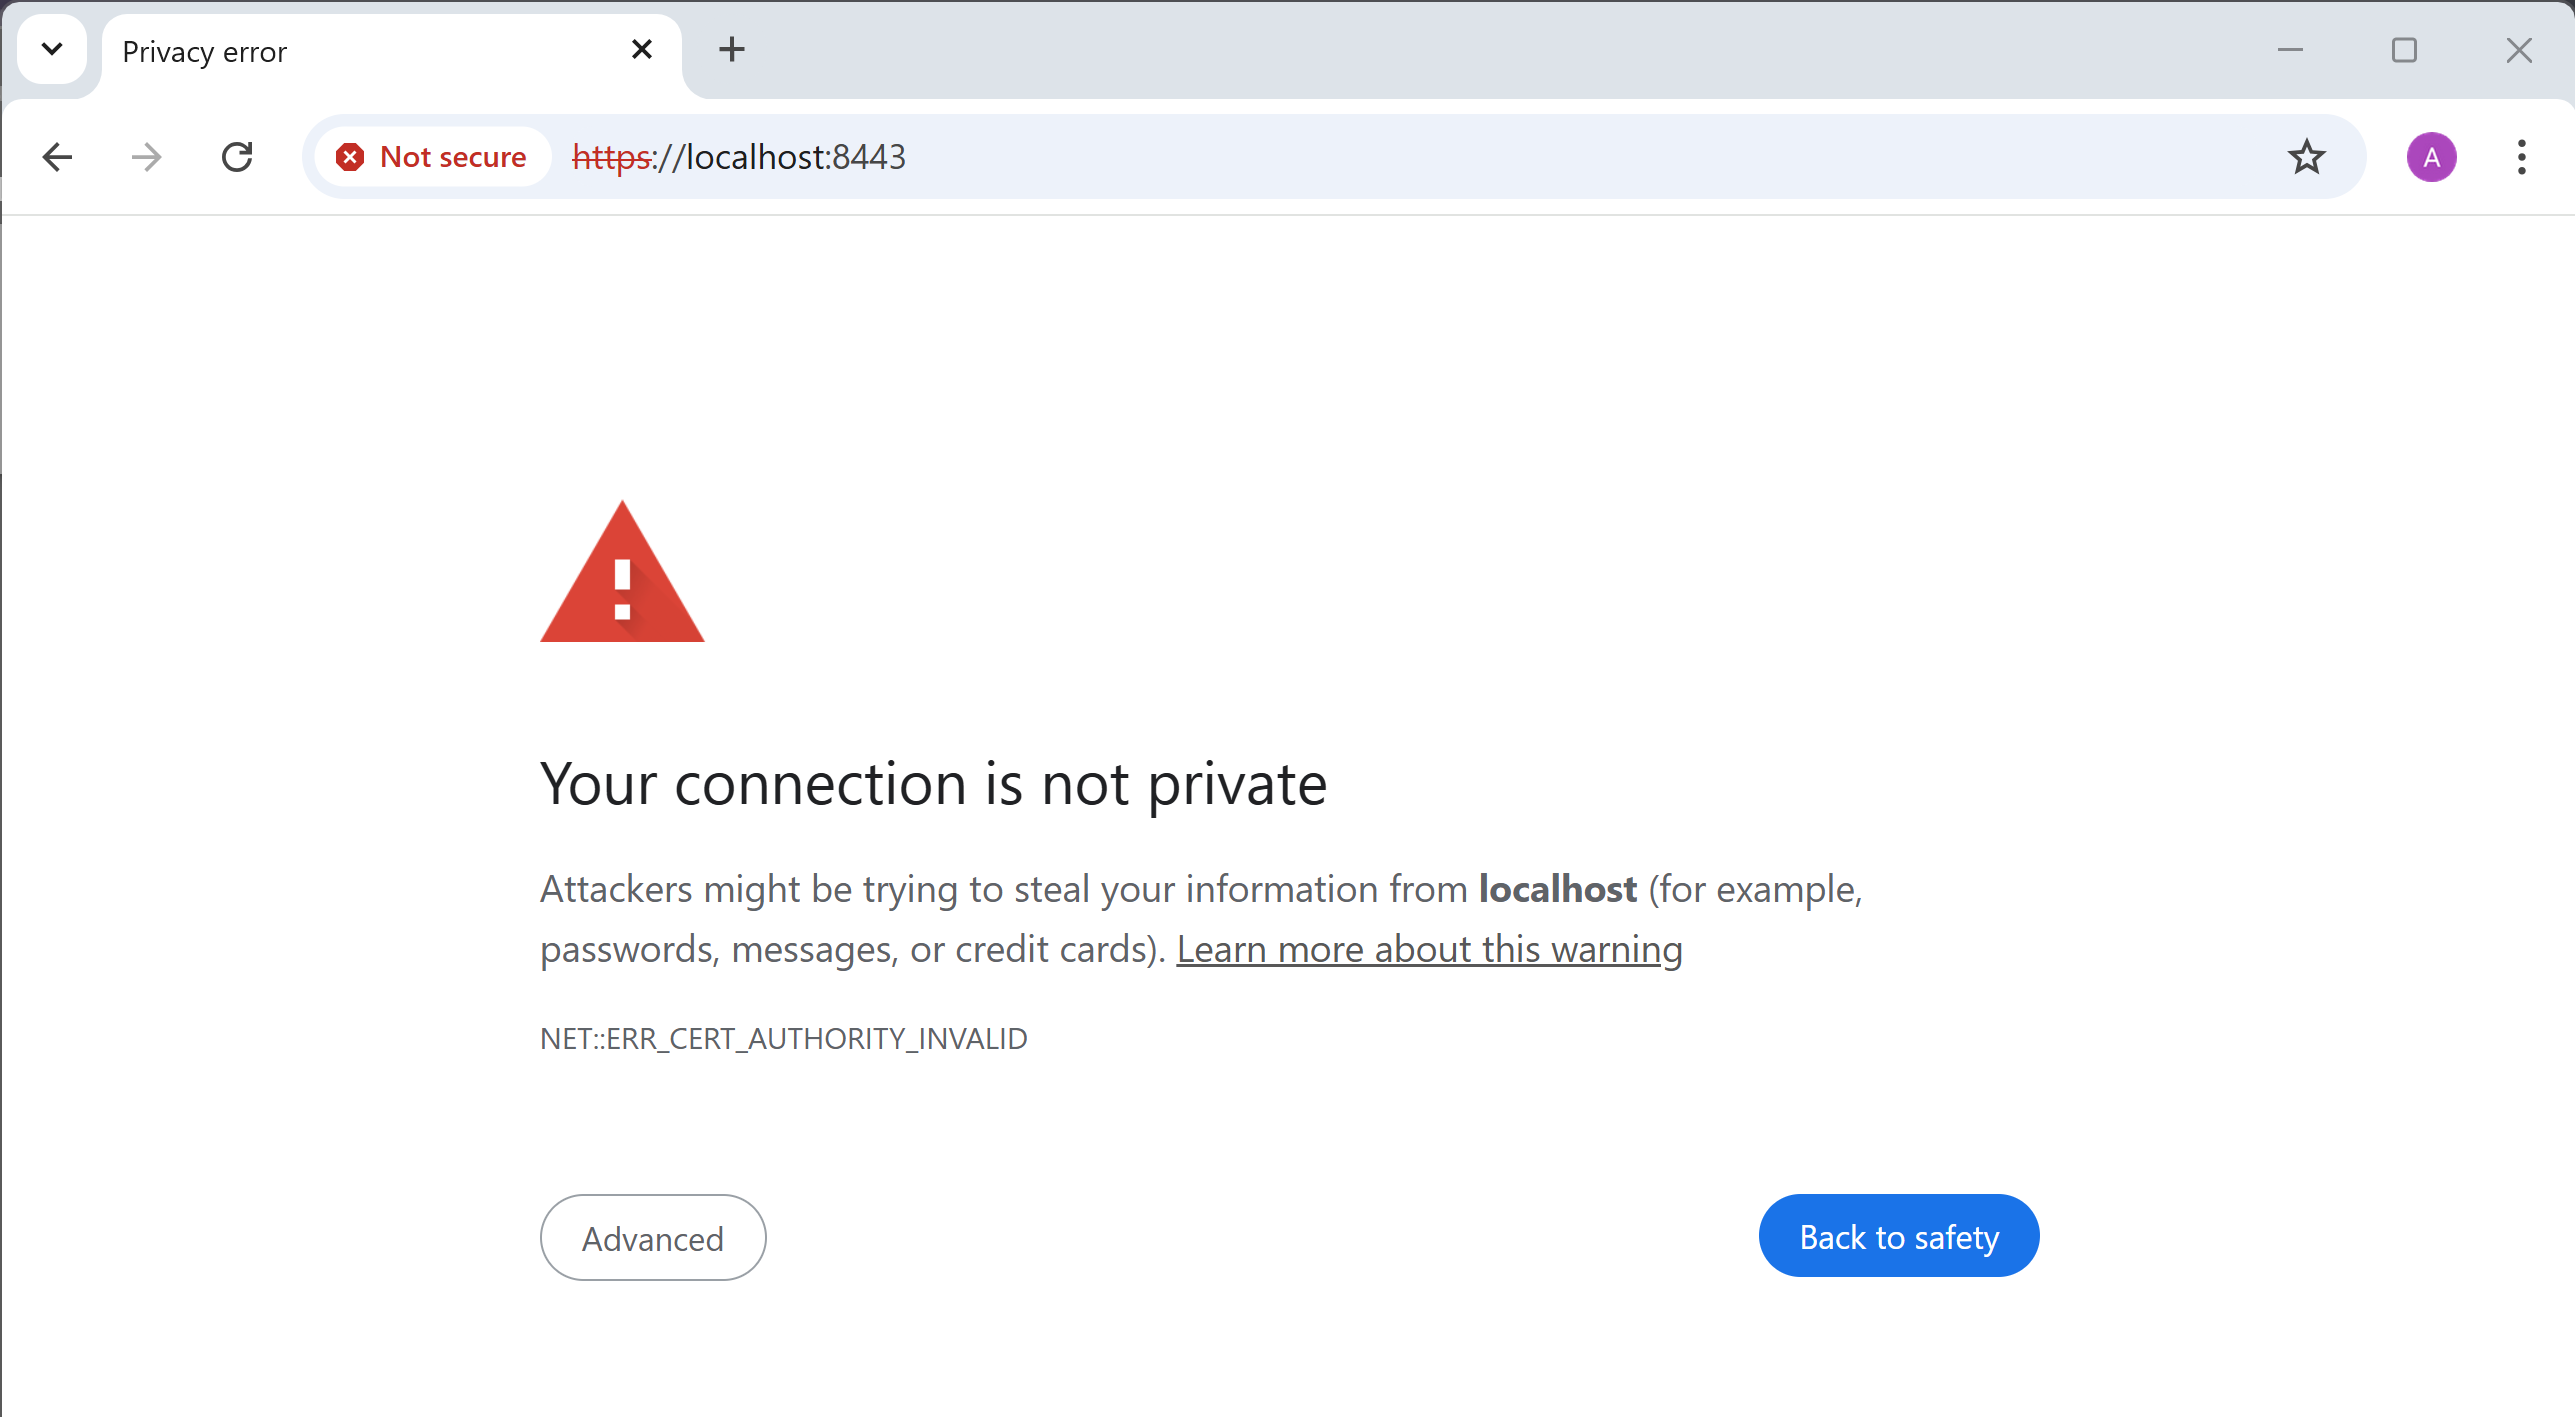 Privacy error
Not secure https://localhost:8443
A
Your connection is not private
Attackers might be trying to steal your information from localhost (for example,
passwords, messages, or credit cards). Learn more about this warning
NET::ERR_CERT_AUTHORITY_INVALID
Advanced
Back to safety